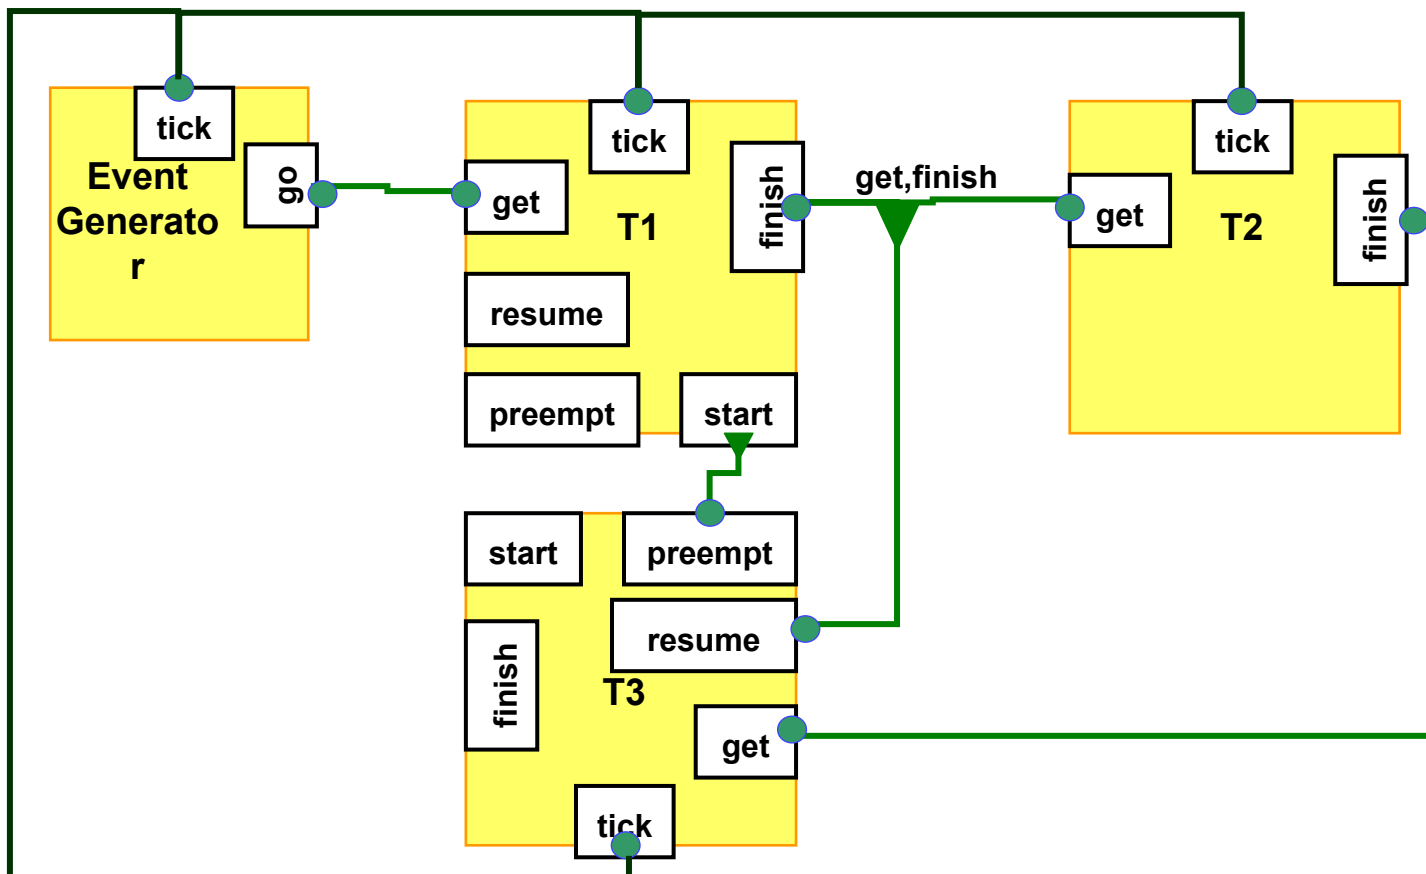 tick
Event
Generato
r
go
tick
get
T1
finish
resume
preempt
start
get,finish
tick
get
T2
finish
start
preempt
resume
finish
T3
get
tick